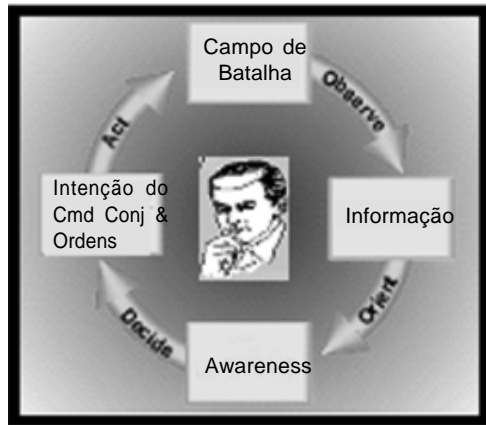 Campo de
Batalha
Observe
Informação
Orient
Awareness
Decide
Intenção do
Cmd Conj &
Ordens
Act